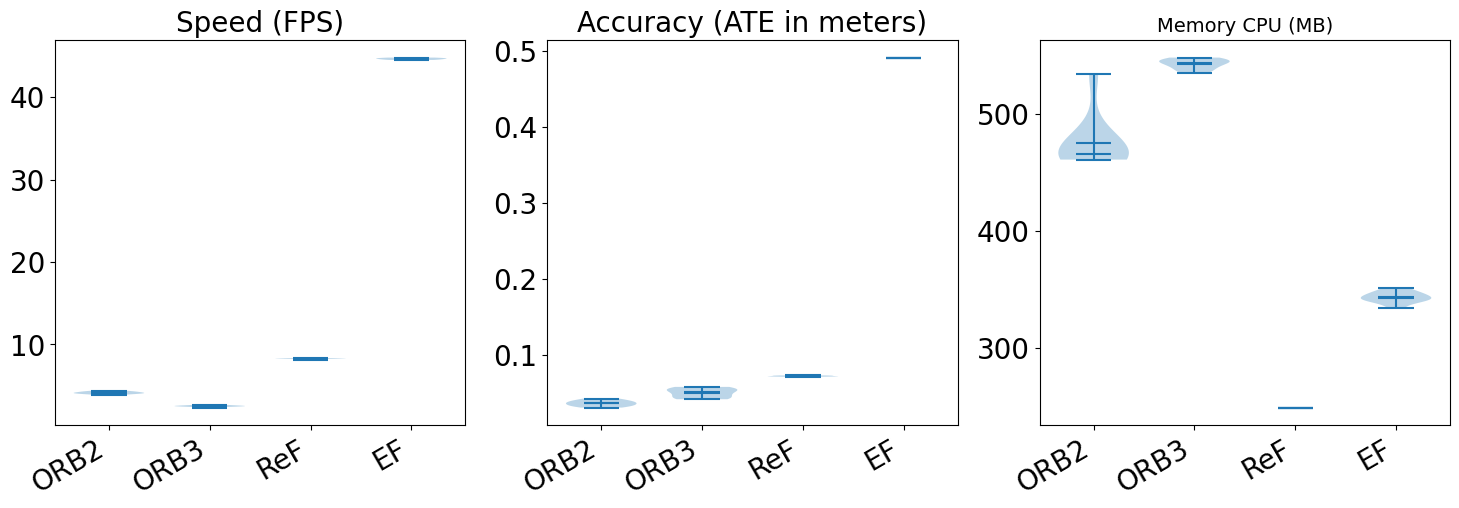 Speed (FPS)
40
30
20
10
ORB2
ORB3
ReF
EF
Accuracy (ATE in meters)
0.5
0.4
0.3
0.2
0.1
ORB2
ORB3
ReF
EF
Memory CPU (MB)
500
400
300
ORB2
ORB3
ReF
EF